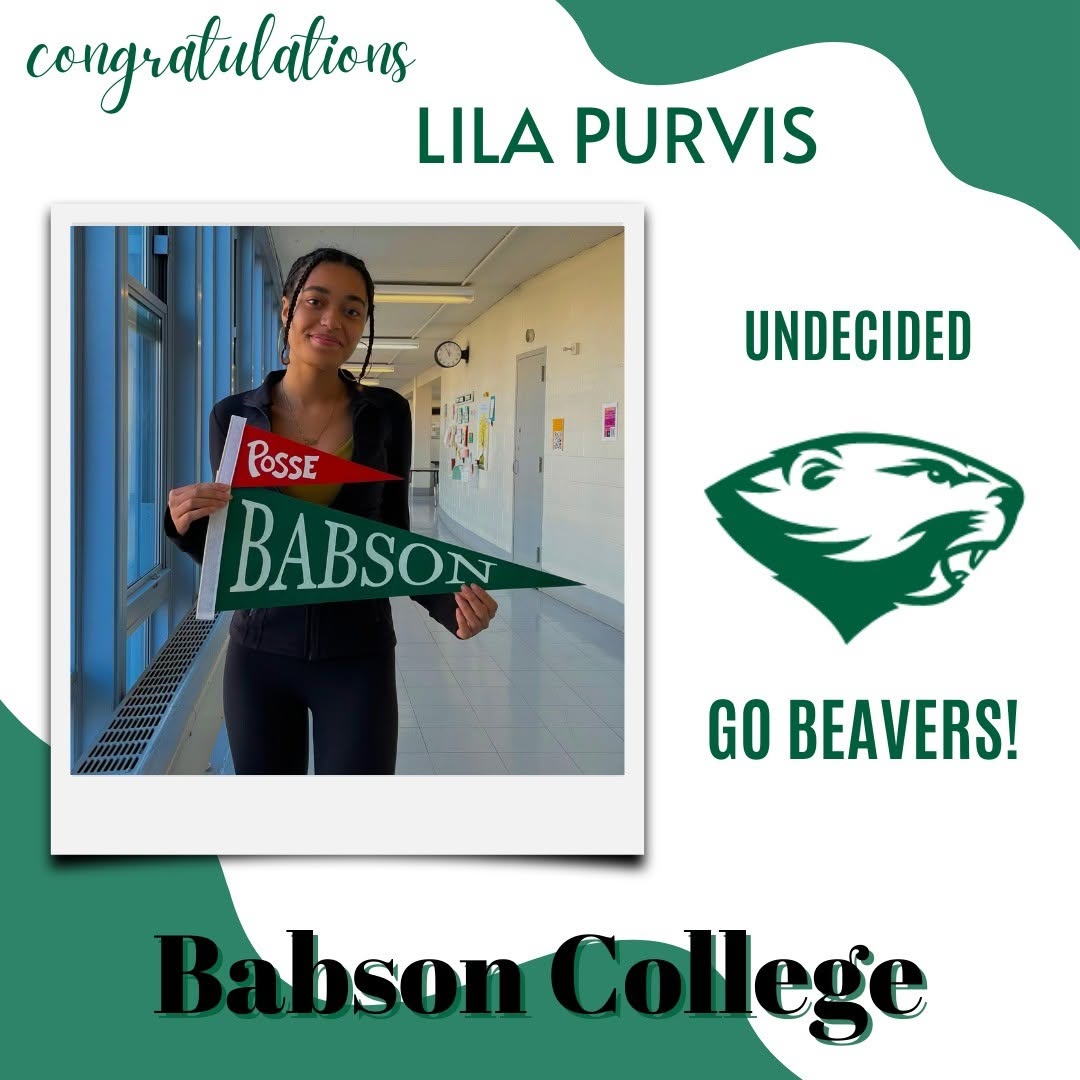 congratulations
LILA PURVIS
UNDECIDED
POSSE
BABSON
GO BEAVERS!
Babson College